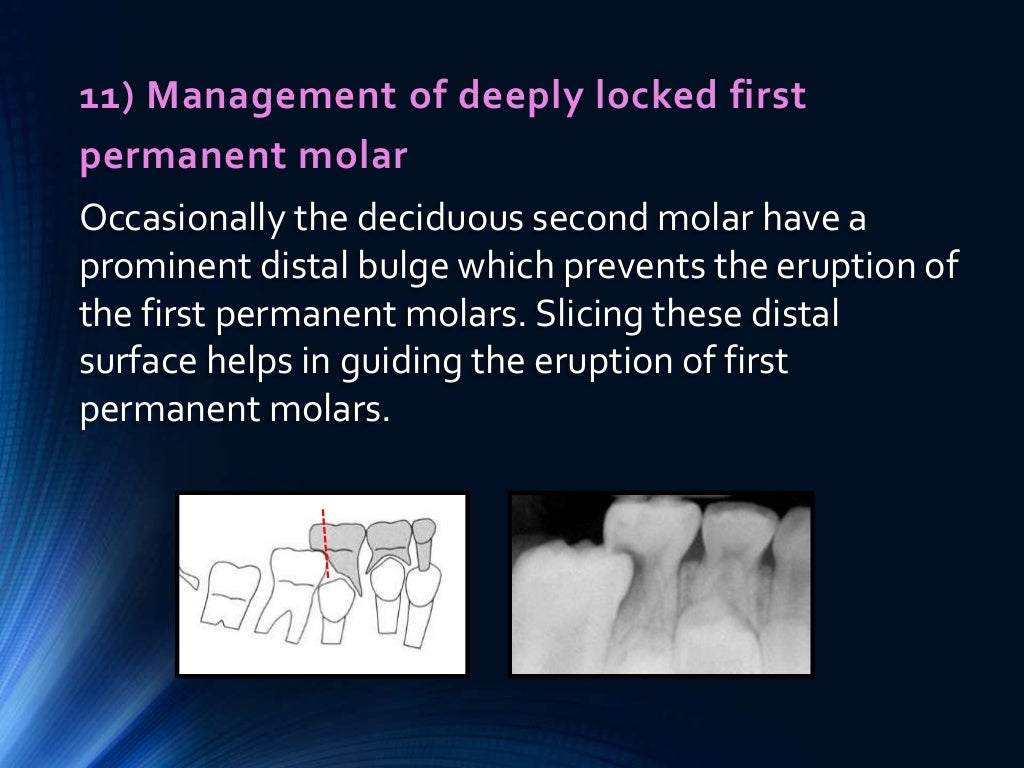 11) Management of deeply locked first
permanent molar
Occasionally the deciduous second molar have a
prominent distal bulge which prevents the eruption of
the first permanent molars. Slicing these distal
surface helps in guiding the eruption of first
permanent molars.